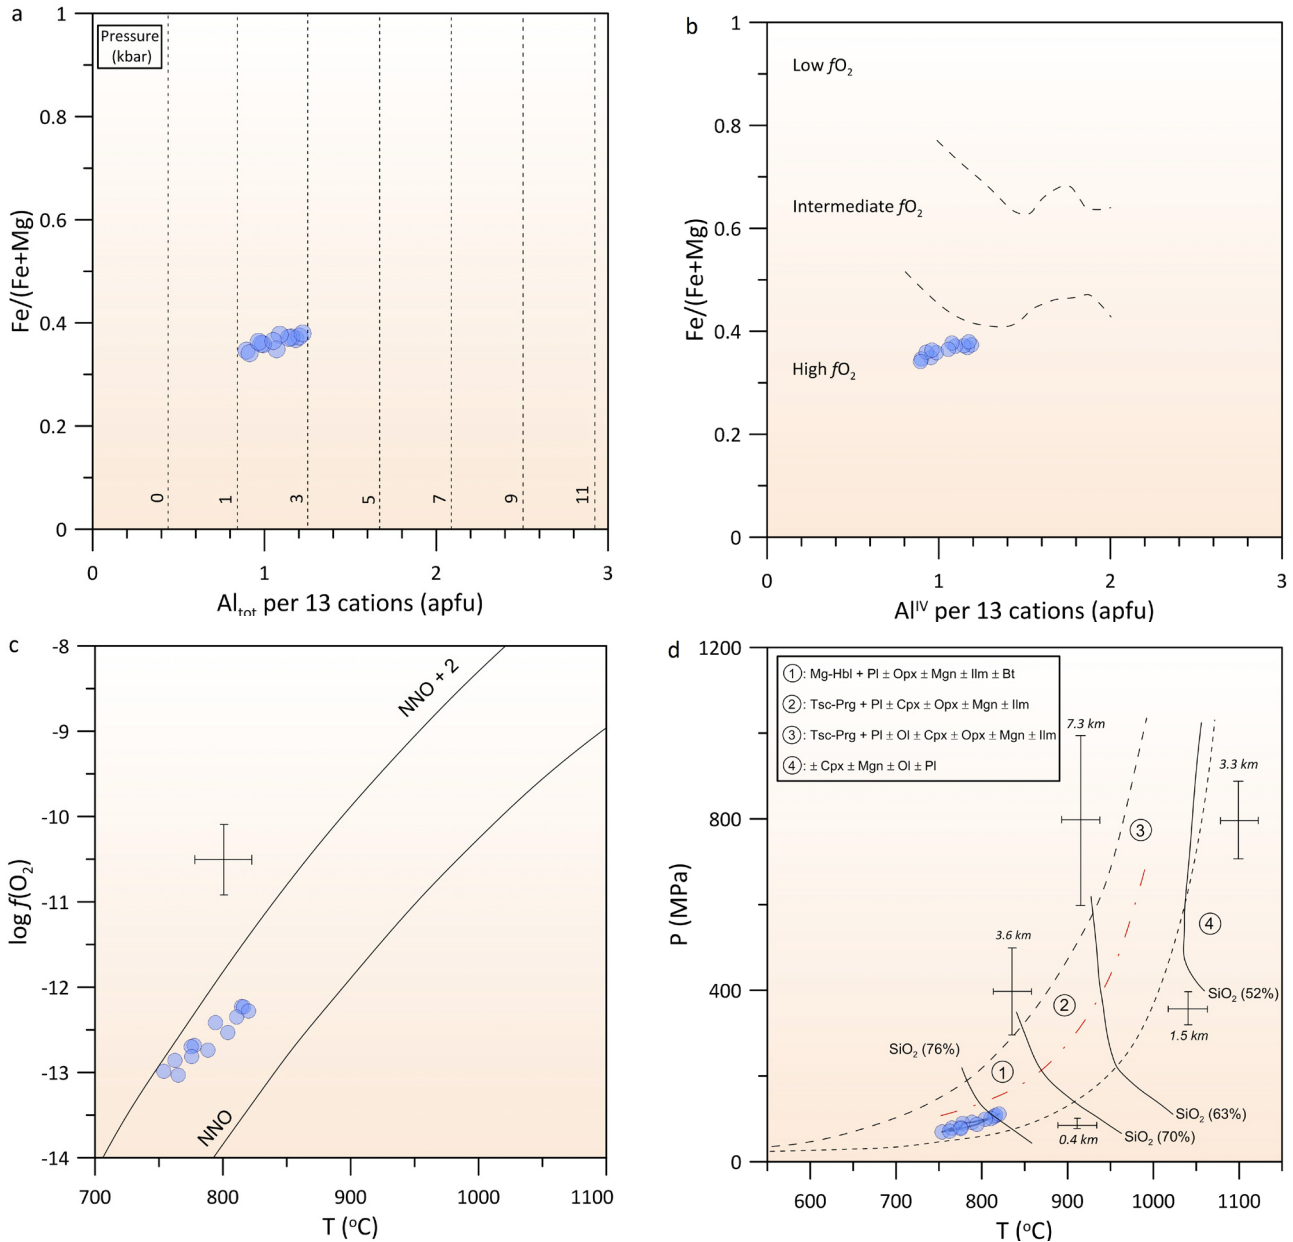 a
Pressure
(kbar)
1
0.8
0.6
0.4
0.2
0
Fe/(Fe+Mg)
0
1
3
5
7
9
11
0
1
2
3
Al_tot per 13 cations (apfu)
b
1
0.8
0.6
0.4
0.2
0
Fe/(Fe+Mg)
Low fO₂
Intermediate fO₂
High fO₂
0
1
2
3
Al^IV per 13 cations (apfu)
c
-8
-9
-10
-11
-12
-13
-14
log f(O₂)
NNO + 2
NNO
700
800
900
1000
1100
T (°C)
d
1200
800
400
0
P (MPa)
①: Mg-Hbl + Pl ± Opx ± Mgn ± Ilm ± Bt
②: Tsc-Prg + Pl ± Cpx ± Opx ± Mgn ± Ilm
③: Tsc-Prg + Pl ± Ol ± Cpx ± Opx ± Mgn ± Ilm
④: ± Cpx ± Mgn ± Ol ± Pl
7.3 km
3.3 km
③
④
3.6 km
②
SiO₂ (52%)
1.5 km
SiO₂ (76%)
①
SiO₂ (63%)
SiO₂ (70%)
0.4 km
600
700
800
900
1000
1100
T (°C)